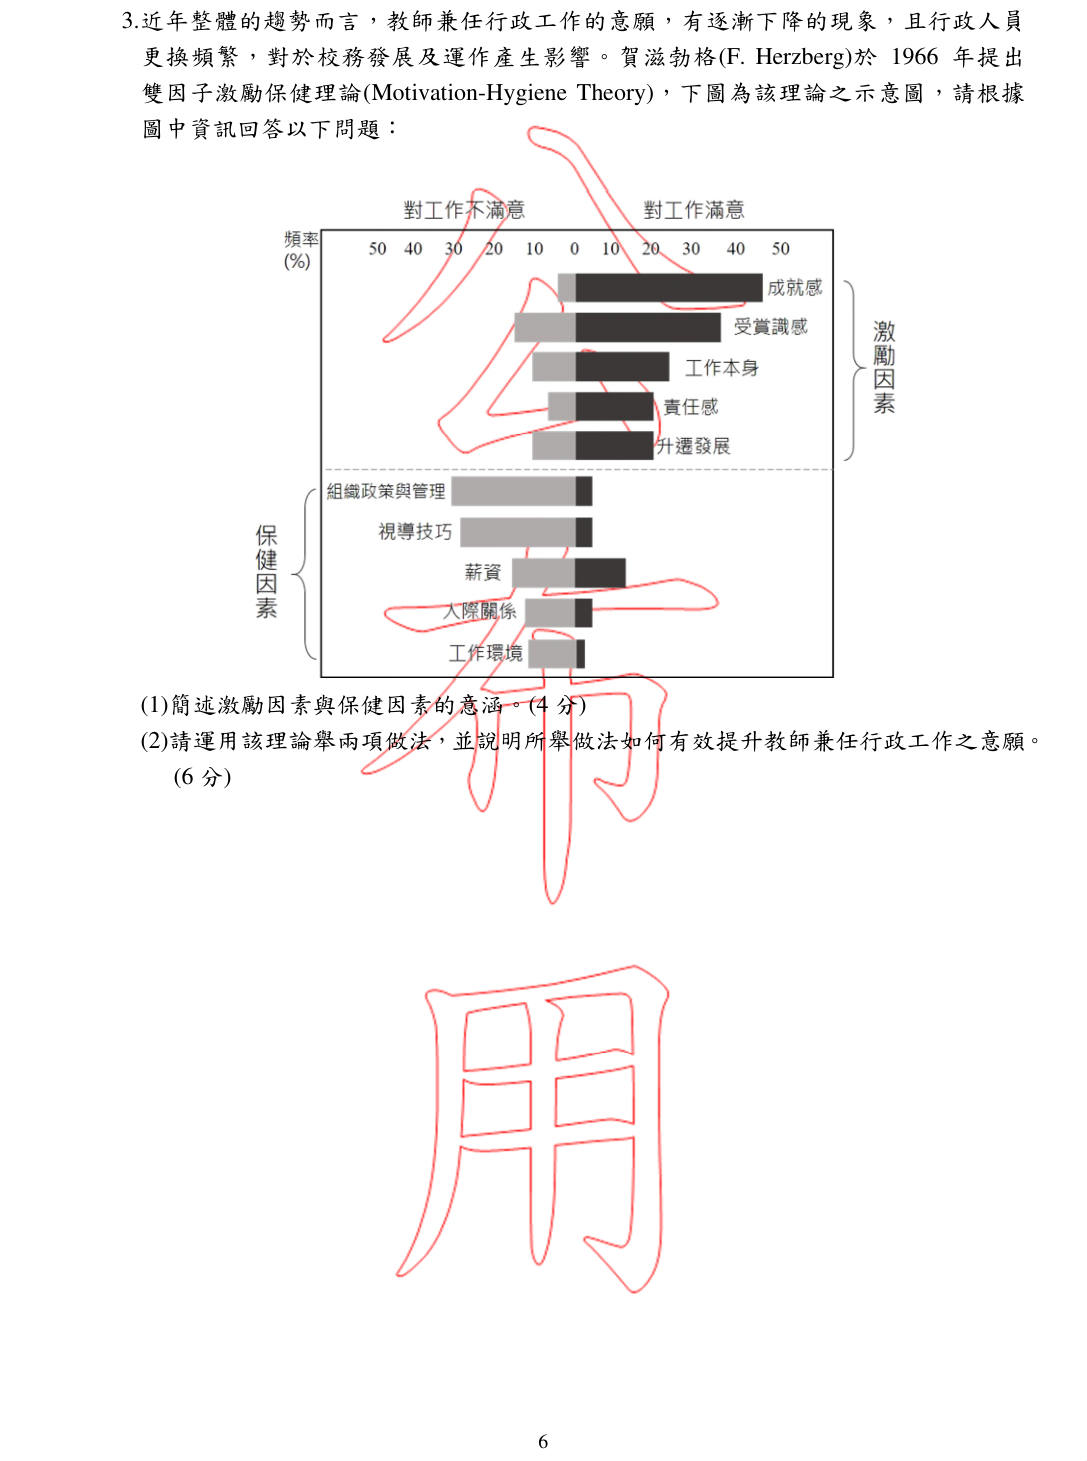 3.近年整體的趨勢而言，教師兼任行政工作的意願，有逐漸下降的現象，且行政人員
更換頻繁，對於校務發展及運作產生影響。賀滋勃格(F. Herzberg)於 1966 年提出
雙因子激勵保健理論(Motivation-Hygiene Theory)，下圖為該理論之示意圖，請根據
圖中資訊回答以下問題：
對工作不滿意 對工作滿意
頻率 50 40 30 20 10 0 10 20 30 40 50
(%)
成就感
受賞識感
工作本身
責任感
升遷發展
激勵因素
組織政策與管理
視導技巧
薪資
人際關係
工作環境
保健因素
(1)簡述激勵因素與保健因素的意涵。(4 分)
(2)請運用該理論舉兩項做法，並說明所舉做法如何有效提升教師兼任行政工作之意願。
(6 分)
公布用
6